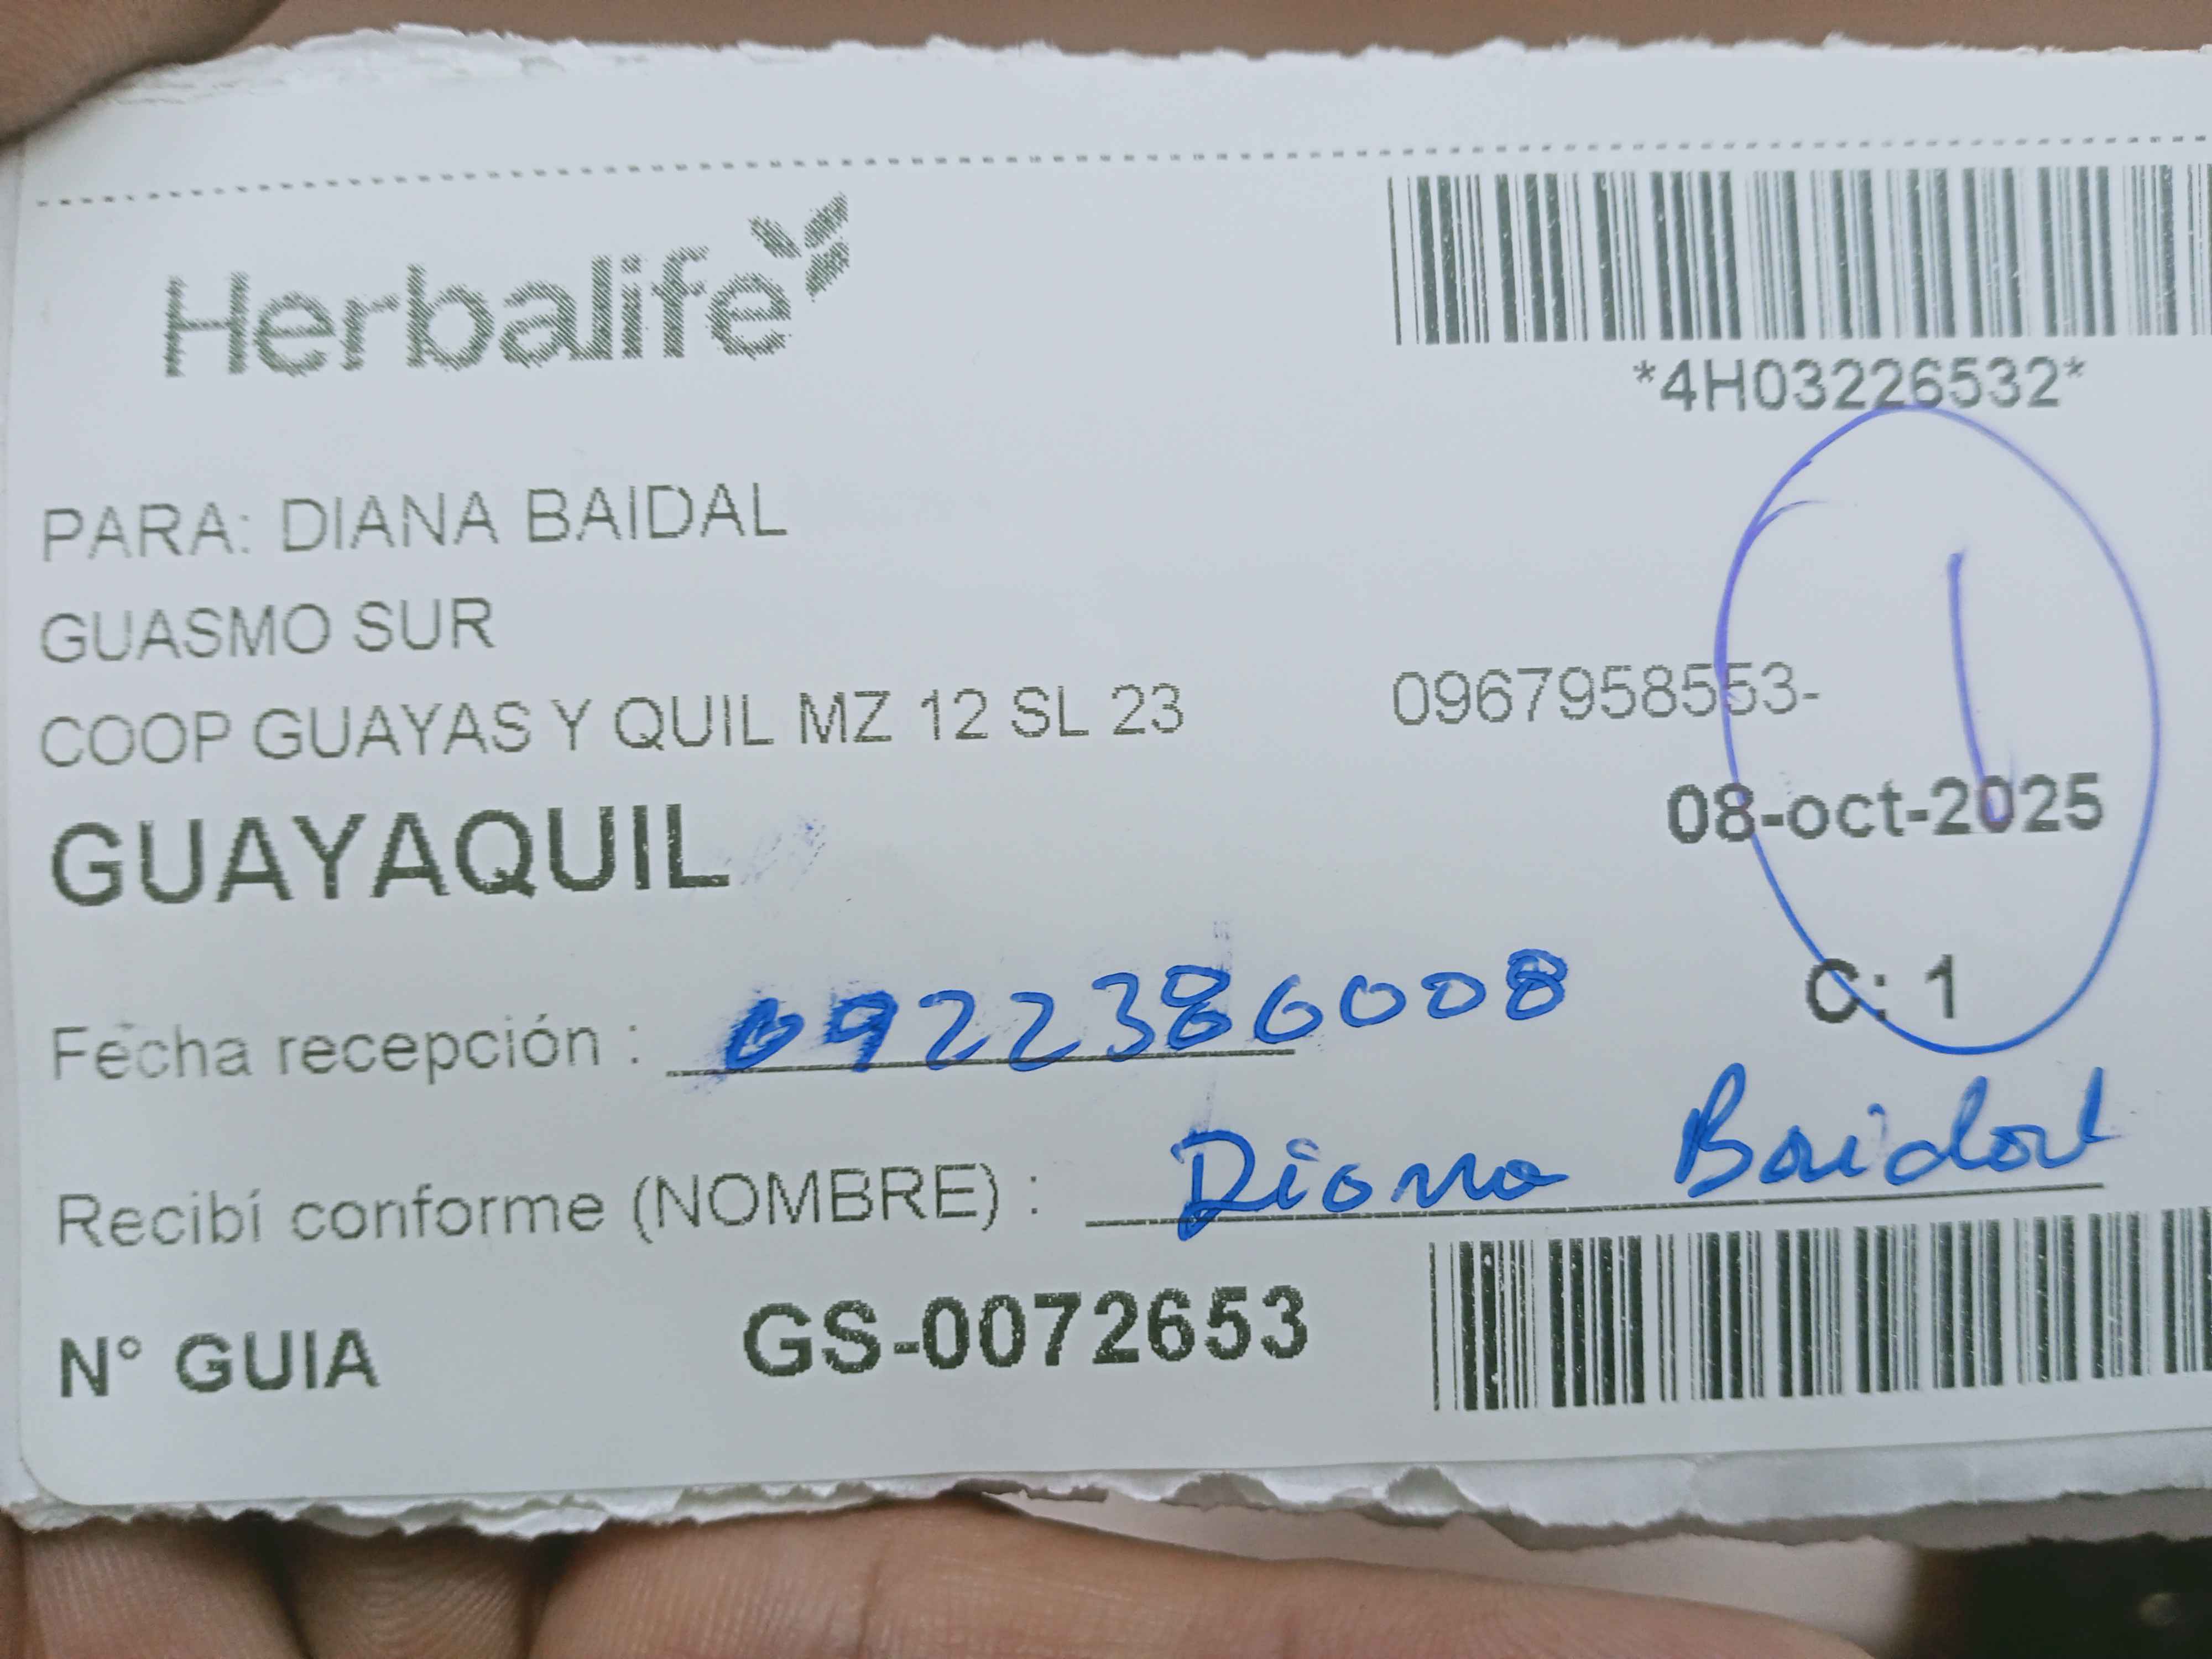 Herbalife
*4H03226532*
PARA: DIANA BAIDAL
GUASMO SUR
COOP GUAYAS Y QUIL MZ 12 SL 23 0967958553-
1
08-oct-2025
GUAYAQUIL
C: 1
Fecha recepción : 0922386008
Recibí conforme (NOMBRE) : Diana Baidal
N° GUIA GS-0072653